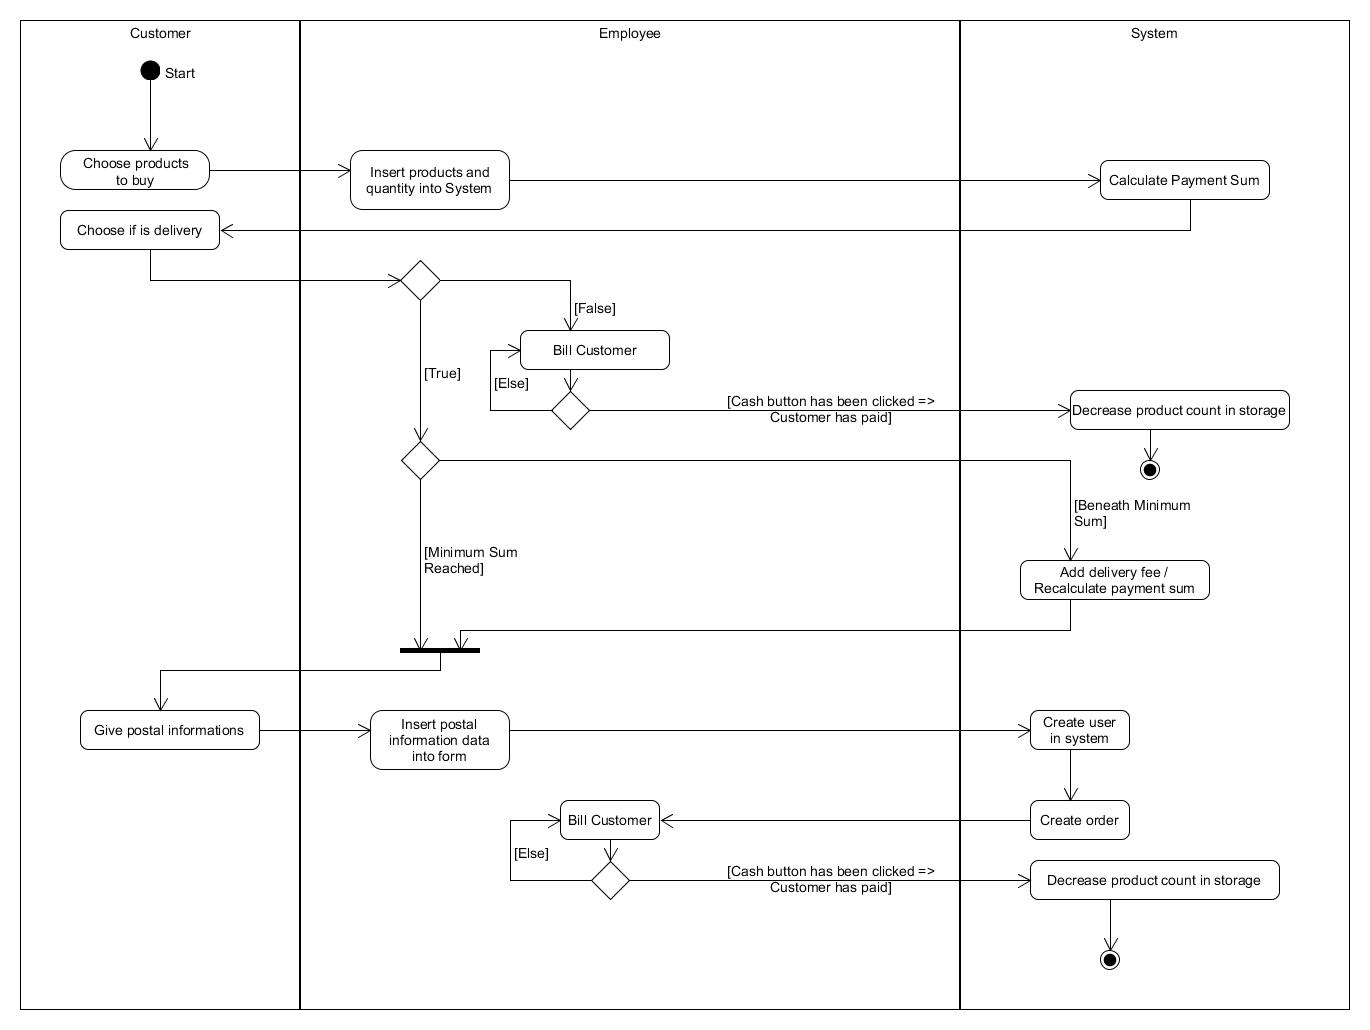 Customer
Employee
System
Start
Choose products
to buy
Insert products and
quantity into System
Calculate Payment Sum
Choose if is delivery
[False]
Bill Customer
[True]
[Else]
[Cash button has been clicked =>
Customer has paid]
Decrease product count in storage
[Beneath Minimum
Sum]
[Minimum Sum
Reached]
Add delivery fee /
Recalculate payment sum
Give postal informations
Insert postal
information data
into form
Create user
in system
Bill Customer
Create order
[Else]
[Cash button has been clicked =>
Customer has paid]
Decrease product count in storage